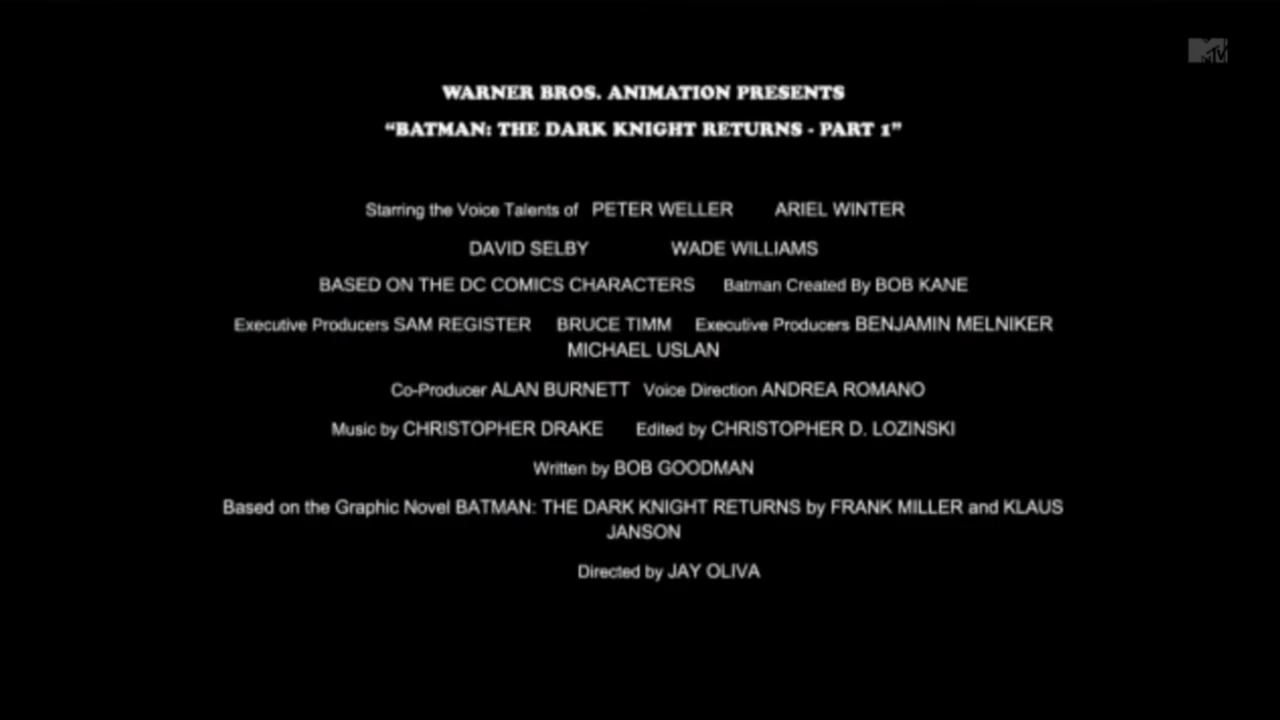 MTV
WARNER BROS. ANIMATION PRESENTS
“BATMAN: THE DARK KNIGHT RETURNS - PART 1”
Starring the Voice Talents of PETER WELLER ARIEL WINTER
DAVID SELBY WADE WILLIAMS
BASED ON THE DC COMICS CHARACTERS Batman Created By BOB KANE
Executive Producers SAM REGISTER BRUCE TIMM Executive Producers BENJAMIN MELNIKER
MICHAEL USLAN
Co-Producer ALAN BURNETT Voice Direction ANDREA ROMANO
Music by CHRISTOPHER DRAKE Edited by CHRISTOPHER D. LOZINSKI
Written by BOB GOODMAN
Based on the Graphic Novel BATMAN: THE DARK KNIGHT RETURNS by FRANK MILLER and KLAUS
JANSON
Directed by JAY OLIVA